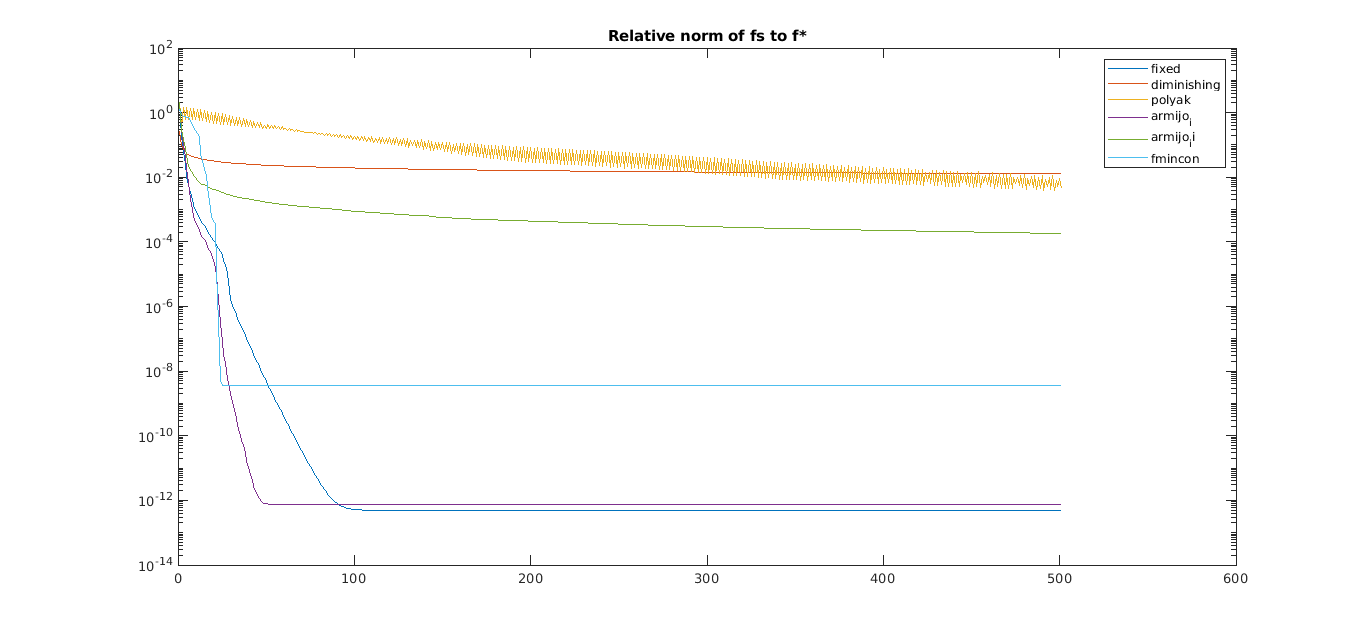 Relative norm of fs to f*
10^2
10^0
10^-2
10^-4
10^-6
10^-8
10^-10
10^-12
10^-14
0 100 200 300 400 500 600
fixed
diminishing
polyak
armijo_i
armijo_ii
fmincon